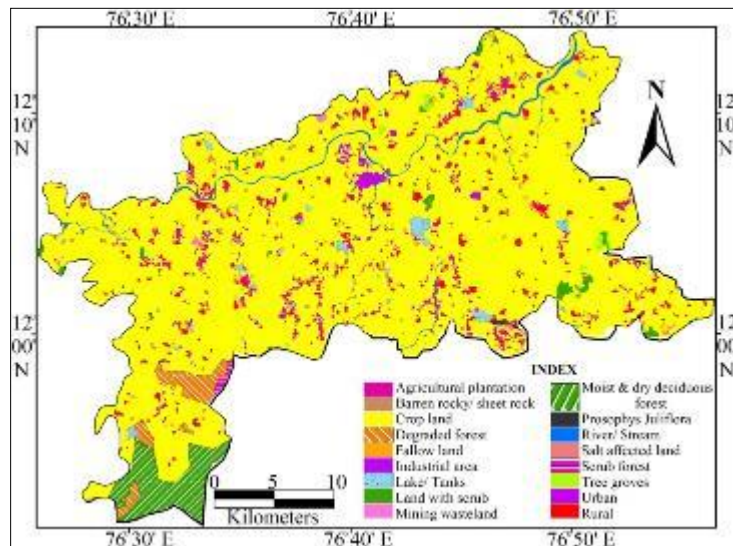 76°30' E 76°40' E 76°50' E
12°
10'
N
12°
10'
N
N
12°
00'
N
12°
00'
N
INDEX
Agricultural plantation
Barren rocky/ sheet rock
Crop land
Degraded forest
Fallow land
Industrial area
Lake/ Tanks
Land with scrub
Mining wasteland
Moist & dry deciduous
forest
Prosophys Juliflora
River/ Stream
Salt affected land
Scrub forest
Tree groves
Urban
Rural
0 5 10
Kilometers
76°30' E 76°40' E 76°50' E